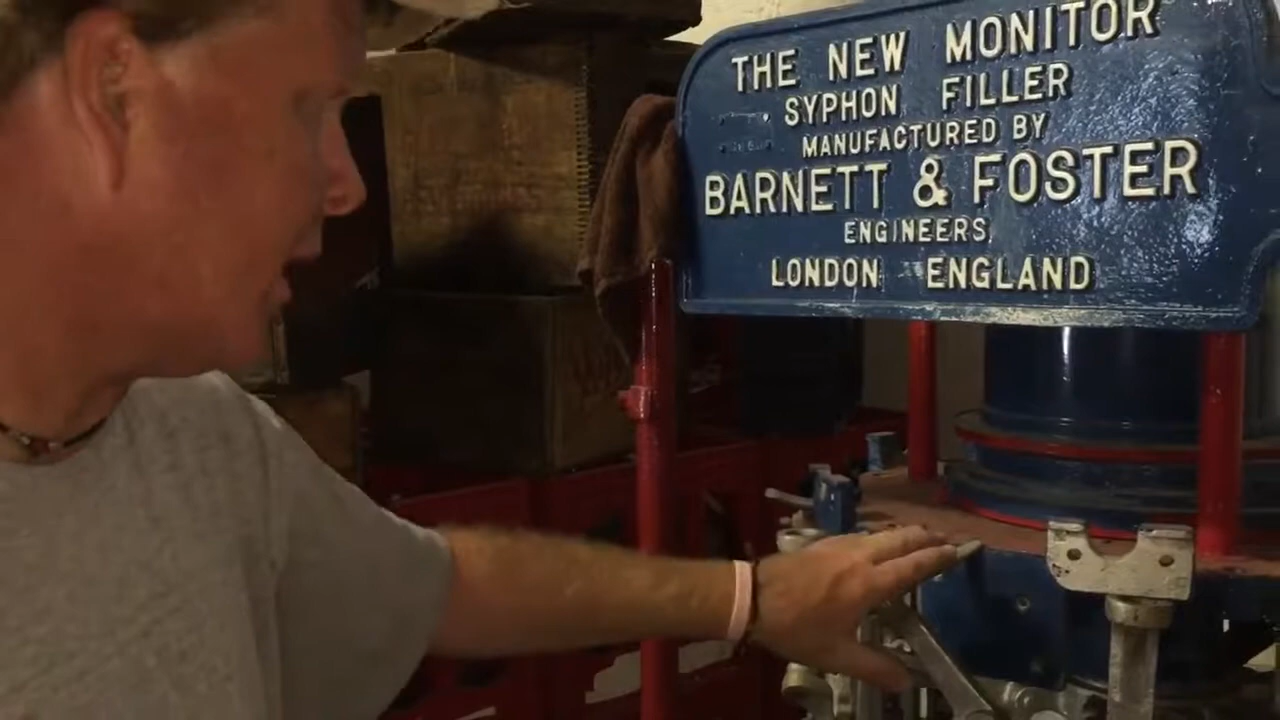 THE NEW MONITOR
SYPHON FILLER
MANUFACTURED BY
BARNETT & FOSTER
ENGINEERS
LONDON ENGLAND